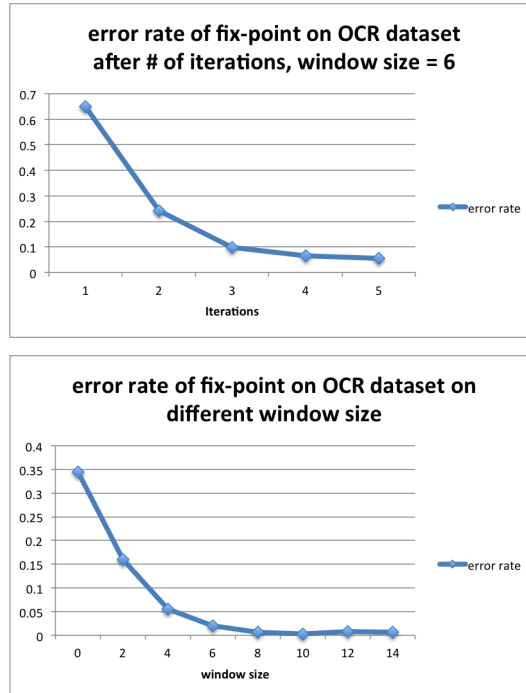 error rate of fix-point on OCR dataset
after # of iterations, window size = 6
0.7
0.6
0.5
0.4
0.3
0.2
0.1
0
1 2 3 4 5
Iterations
error rate
error rate of fix-point on OCR dataset on
different window size
0.4
0.35
0.3
0.25
0.2
0.15
0.1
0.05
0
0 2 4 6 8 10 12 14
window size
error rate